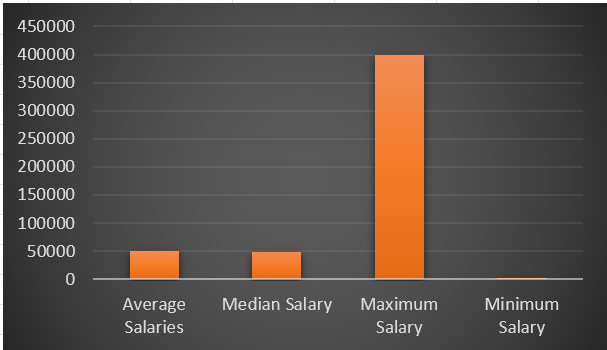 450000
400000
350000
300000
250000
200000
150000
100000
50000
0
Average
Salaries
Median Salary
Maximum
Salary
Minimum
Salary